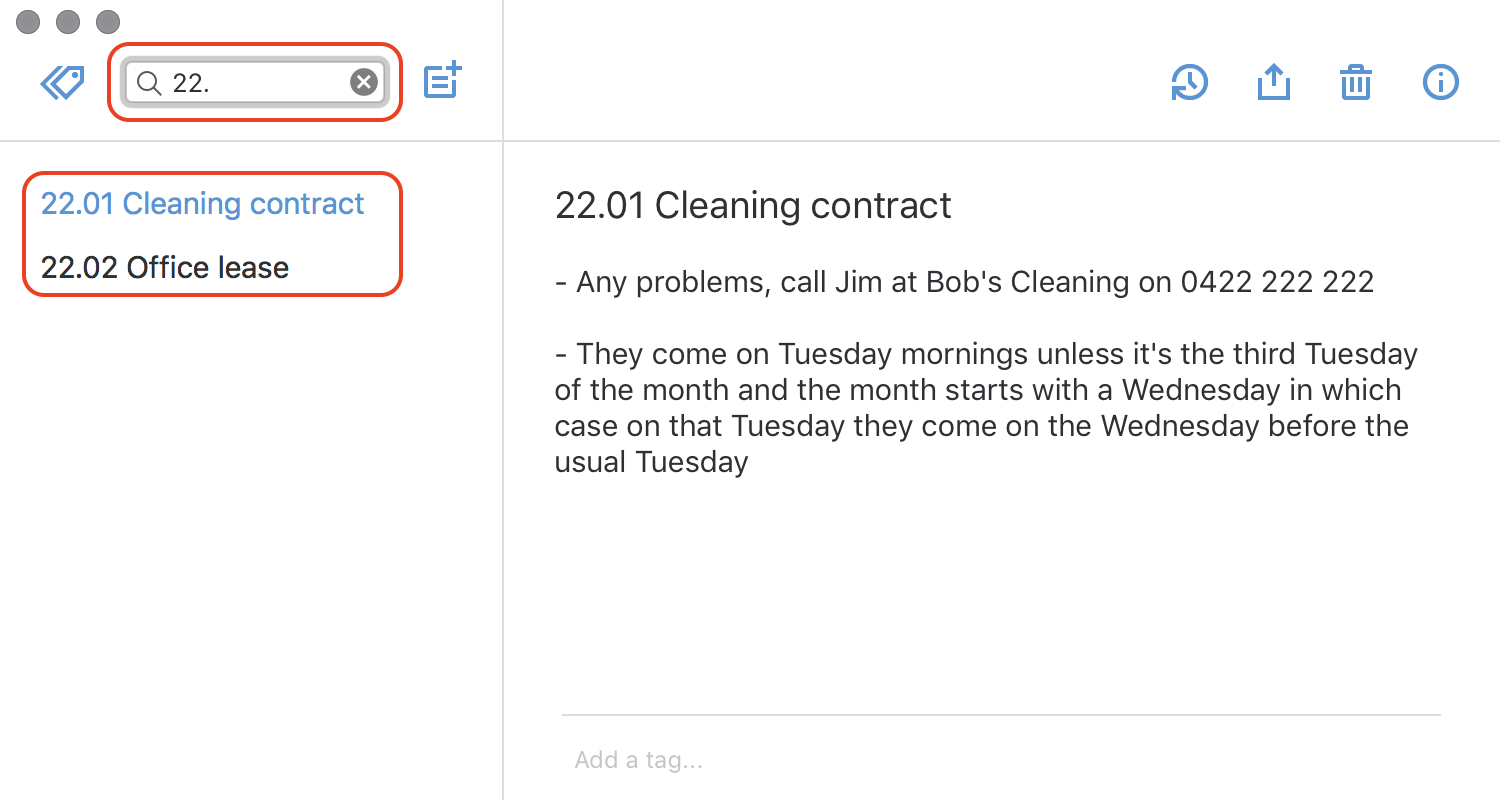 22.
22.01 Cleaning contract
22.02 Office lease
22.01 Cleaning contract
- Any problems, call Jim at Bob's Cleaning on 0422 222 222
- They come on Tuesday mornings unless it's the third Tuesday
of the month and the month starts with a Wednesday in which
case on that Tuesday they come on the Wednesday before the
usual Tuesday
Add a tag...